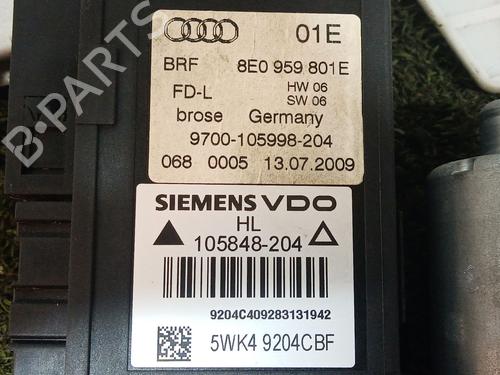 01E
BRF 8E0 959 801E
FD-L HW 06
SW 06
brose Germany
9700-105998-204
068 0005 13.07.2009
SIEMENS VDO
HL
105848-204
9204C409283131942
5WK4 9204CBF
B-Parts